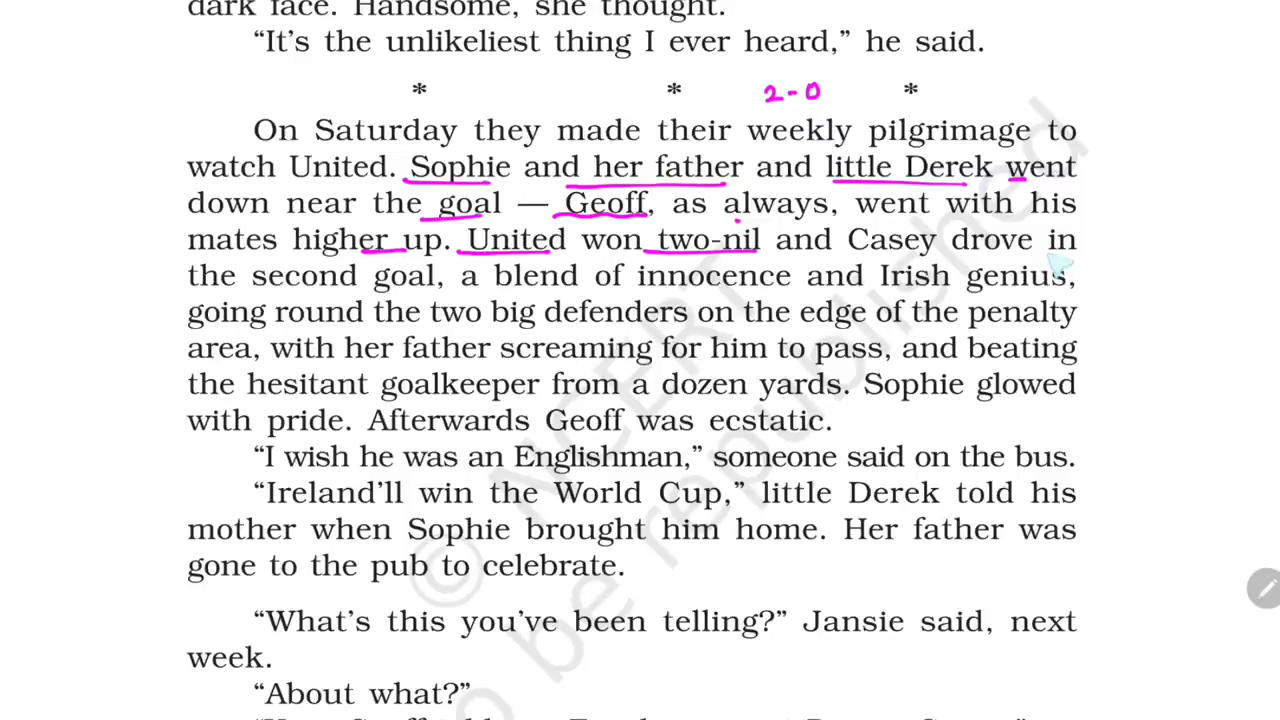 dark face. Handsome, she thought.
“It’s the unlikeliest thing I ever heard,” he said.
* * 2-0 *
On Saturday they made their weekly pilgrimage to
watch United. Sophie and her father and little Derek went
down near the goal — Geoff, as always, went with his
mates higher up. United won two-nil and Casey drove in
the second goal, a blend of innocence and Irish genius,
going round the two big defenders on the edge of the penalty
area, with her father screaming for him to pass, and beating
the hesitant goalkeeper from a dozen yards. Sophie glowed
with pride. Afterwards Geoff was ecstatic.
“I wish he was an Englishman,” someone said on the bus.
“Ireland’ll win the World Cup,” little Derek told his
mother when Sophie brought him home. Her father was
gone to the pub to celebrate.
“What’s this you’ve been telling?” Jansie said, next
week.
“About what?”
© NCERT
to be republished